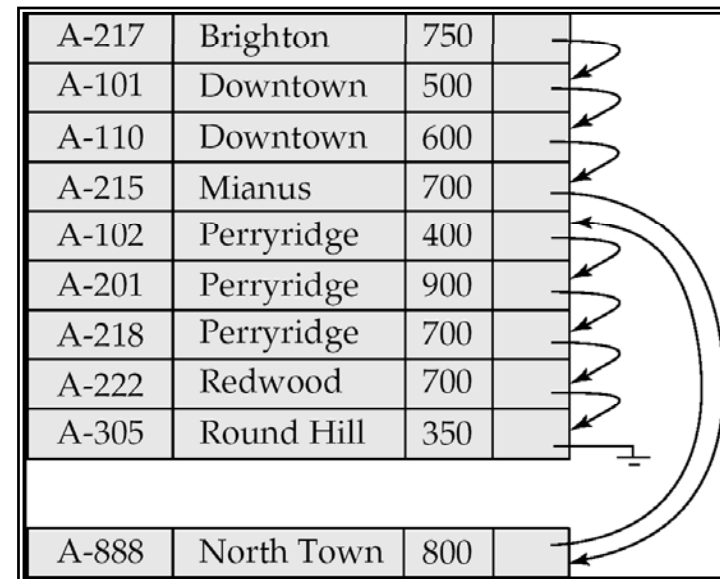 A-217 Brighton 750
A-101 Downtown 500
A-110 Downtown 600
A-215 Mianus 700
A-102 Perryridge 400
A-201 Perryridge 900
A-218 Perryridge 700
A-222 Redwood 700
A-305 Round Hill 350
A-888 North Town 800